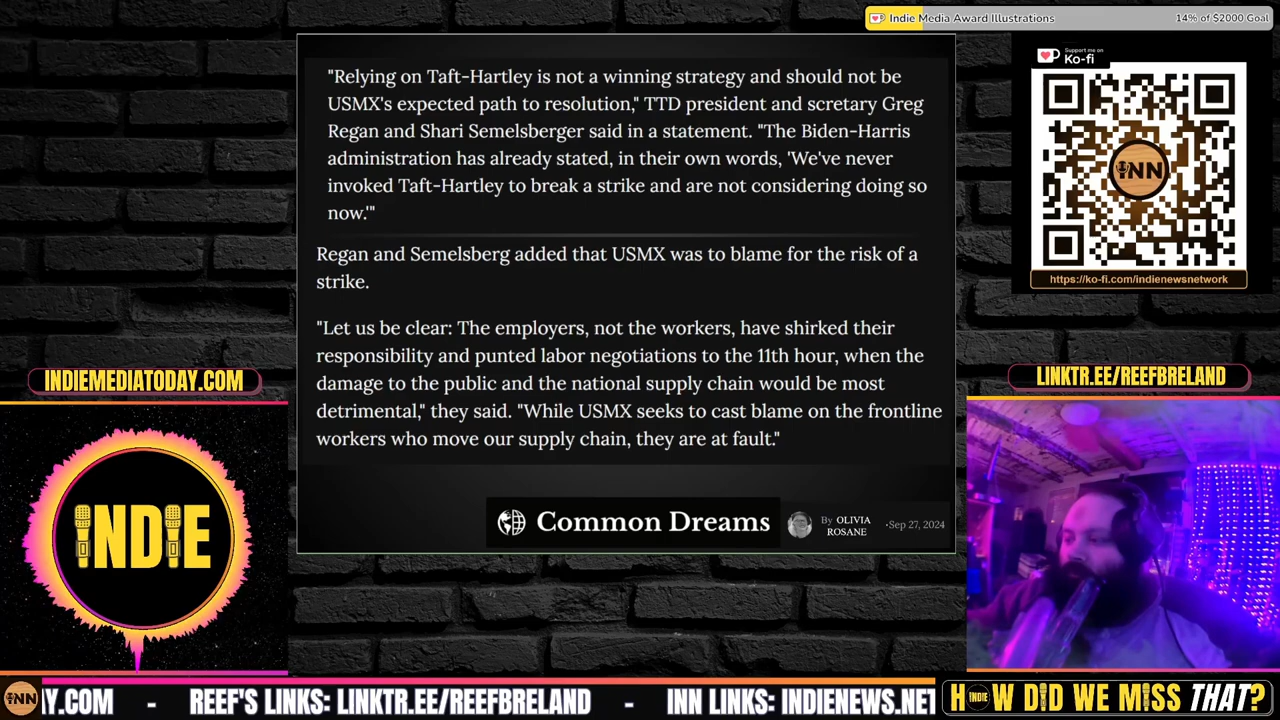 Indie Media Award Illustrations
14% of $2000 Goal
"Relying on Taft-Hartley is not a winning strategy and should not be
USMX's expected path to resolution," TTD president and scretary Greg
Regan and Shari Semelsberger said in a statement. "The Biden-Harris
administration has already stated, in their own words, 'We've never
invoked Taft-Hartley to break a strike and are not considering doing so
now.'"
Regan and Semelsberg added that USMX was to blame for the risk of a
strike.
"Let us be clear: The employers, not the workers, have shirked their
responsibility and punted labor negotiations to the 11th hour, when the
damage to the public and the national supply chain would be most
detrimental," they said. "While USMX seeks to cast blame on the frontline
workers who move our supply chain, they are at fault."
Common Dreams
By OLIVIA
ROSANE
·Sep 27, 2024
Support me on
Ko-fi
INN
https://ko-fi.com/indienewsnetwork
INDIEMEDIATODAY.COM
LINKTR.EE/REEFBRELAND
INDIE
INN
Y.COM - REEF'S LINKS: LINKTR.EE/REEFBRELAND - INN LINKS: INDIENEWS.NET
HOW DID WE MISS THAT?